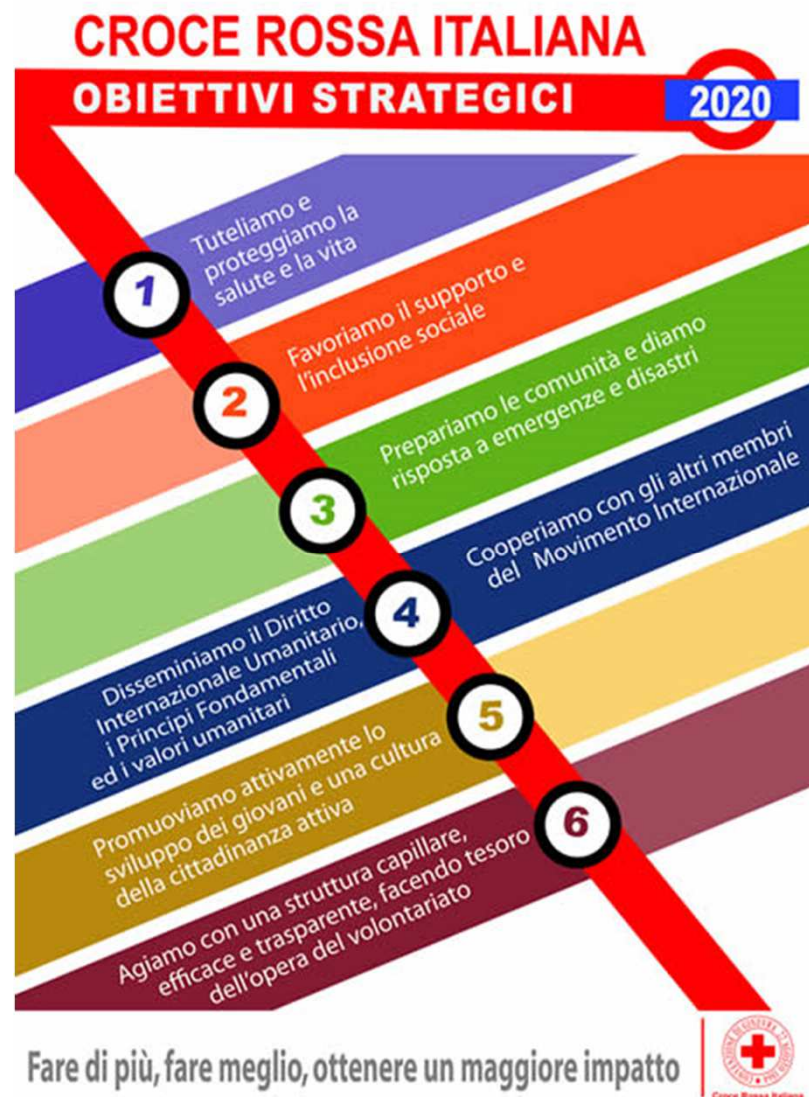 CROCE ROSSA ITALIANA
OBIETTIVI STRATEGICI
2020
1
Tuteliamo e
proteggiamo la
salute e la vita
2
Favoriamo il supporto e
l'inclusione sociale
3
Prepariamo le comunità e diamo
risposta a emergenze e disastri
4
Disseminiamo il Diritto
Internazionale Umanitario,
i Principi Fondamentali
ed i valori umanitari
Cooperiamo con gli altri membri
del Movimento Internazionale
5
Promuoviamo attivamente lo
sviluppo dei giovani e una cultura
della cittadinanza attiva
6
Agiamo con una struttura capillare,
efficace e trasparente, facendo tesoro
dell'opera del volontariato
Fare di più, fare meglio, ottenere un maggiore impatto
Croce Rossa Italiana